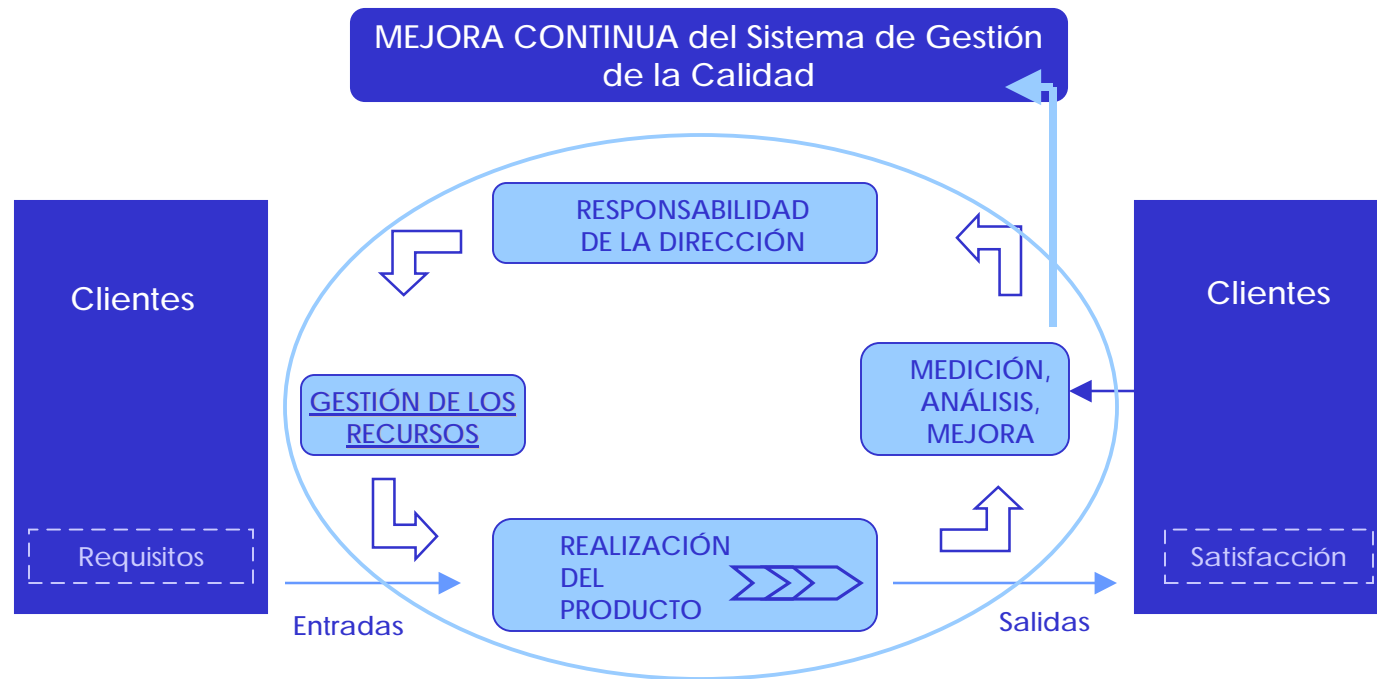 MEJORA CONTINUA del Sistema de Gestión
de la Calidad
RESPONSABILIDAD
DE LA DIRECCIÓN
Clientes
Clientes
MEDICIÓN,
ANÁLISIS,
MEJORA
GESTIÓN DE LOS
RECURSOS
Requisitos
REALIZACIÓN
DEL
PRODUCTO
Satisfacción
Entradas
Salidas